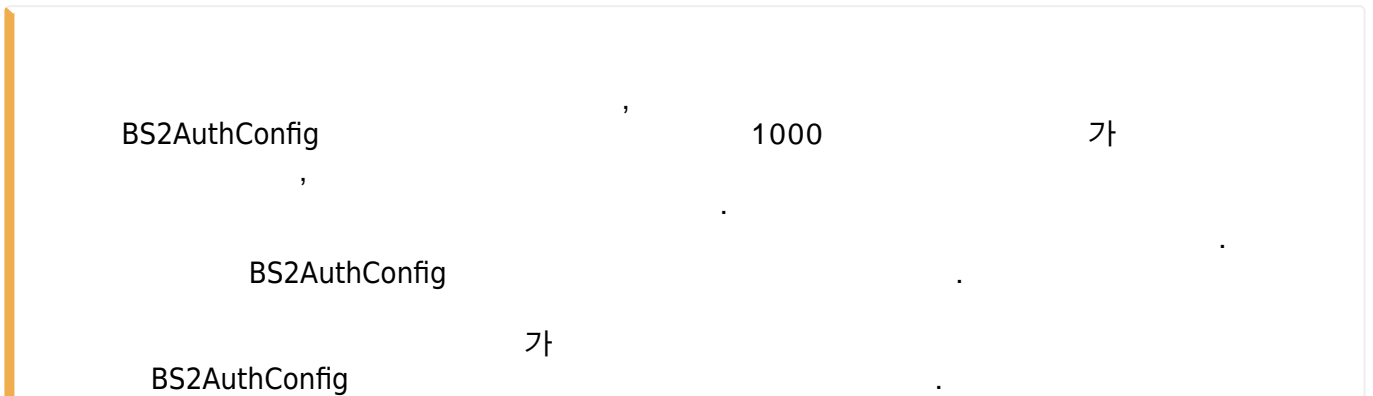 ,
BS2AuthConfig 1000 가
,
.
.
BS2AuthConfig .
가
BS2AuthConfig .